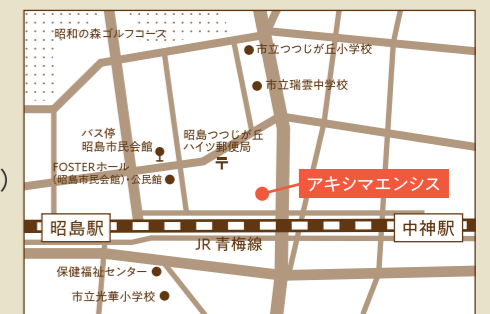 昭和の森ゴルフコース
市立つつじが丘小学校
市立瑞雲中学校
バス停
昭島市民会館
昭島つつじが丘
ハイツ郵便局
FOSTERホール
(昭島市民会館)・公民館
)
アキシマエンシス
昭島駅
中神駅
JR 青梅線
保健福祉センター
市立光華小学校